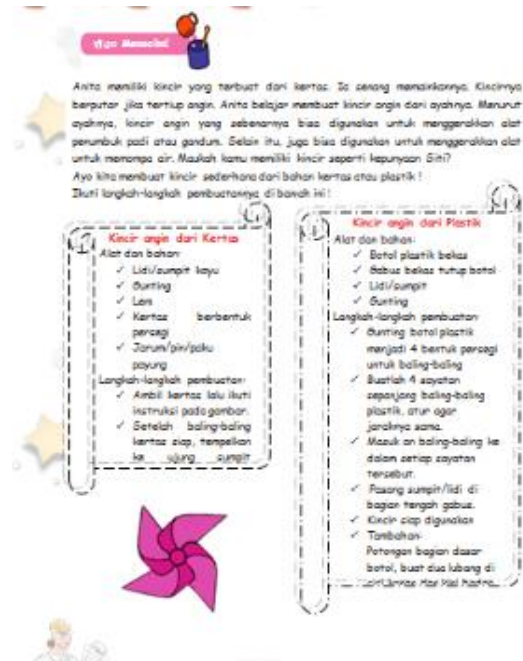 Ayo Mencoba!
Anita memiliki kincir yang terbuat dari kertas. Ia senang memainkannya. Kincirnya
berputar jika tertiup angin. Anita belajar membuat kincir angin dari ayahnya. Menurut
ayahnya, kincir angin yang sebenarnya bisa digunakan untuk menggerakkan alat
penumbuk padi atau gandum. Selain itu, juga bisa digunakan untuk menggerakkan alat
untuk memompa air. Maukah kamu memiliki kincir seperti kepunyaan Siti?
Ayo kita membuat kincir sederhana dari bahan kertas atau plastik !
Ikuti langkah-langkah pembuatannya di bawah ini !
Kincir angin dari Kertas
Alat dan bahan:
✓ Lidi/sumpit kayu
✓ Gunting
✓ Lem
✓ Kertas berbentuk
persegi
✓ Jarum/pin/paku
payung
Langkah-langkah pembuatan:
✓ Ambil kertas lalu ikuti
instruksi pada gambar.
✓ Setelah baling-baling
kertas siap, tempelkan
ke ujung sumpit
Kincir angin dari Plastik
Alat dan bahan:
✓ Botol plastik bekas
✓ Gabus bekas tutup botol
✓ Lidi/sumpit
✓ Gunting
Langkah-langkah pembuatan:
✓ Gunting botol plastik
menjadi 4 bentuk persegi
untuk baling-baling
✓ Buatlah 4 sayatan
sepanjang baling-baling
plastik, atur agar
jaraknya sama.
✓ Masuk an baling-baling ke
dalam setiap sayatan
tersebut.
✓ Pasang sumpit/lidi di
bagian tengah gabus.
✓ Kincir siap digunakan
✓ Tambahan:
Potongan bagian dasar
botol, buat dua lubang di